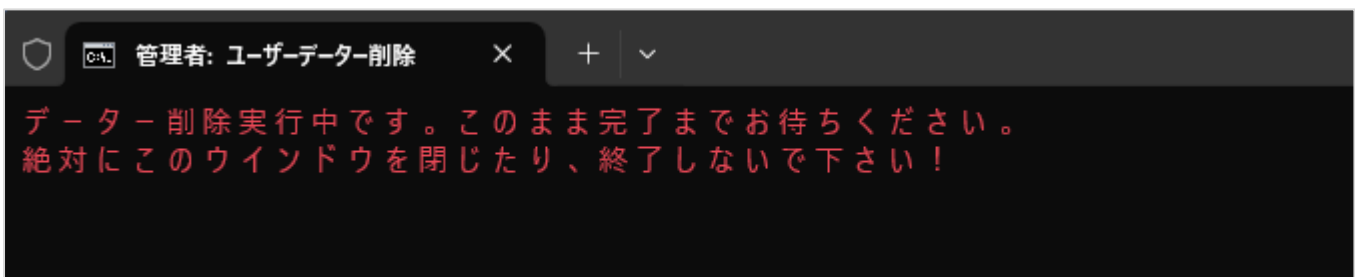 管理者: ユーザーデーター削除
データー削除実行中です。このまま完了までお待ちください。
絶対にこのウインドウを閉じたり、終了しないで下さい！